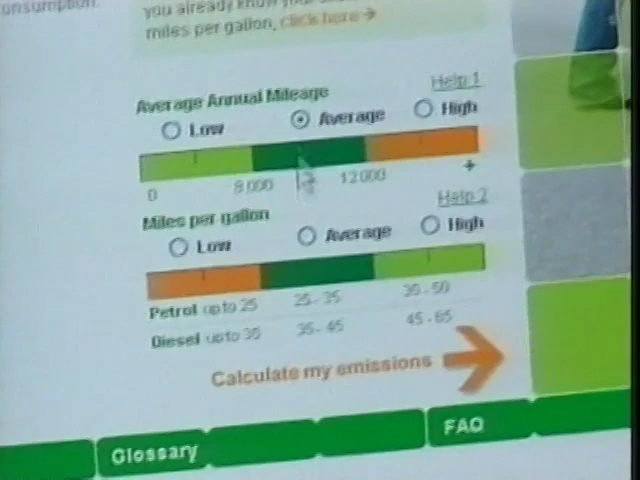 onsumption.
you already know your
miles per gallon, click here
Help 1
Average Annual Mileage
Low Average High
0 8000 12000 +
Help 2
Miles per gallon
Low Average High
Petrol up to 25 25 - 35 35 - 50
Diesel up to 35 35 - 45 45 - 65
Calculate my emissions
Glossary FAQ